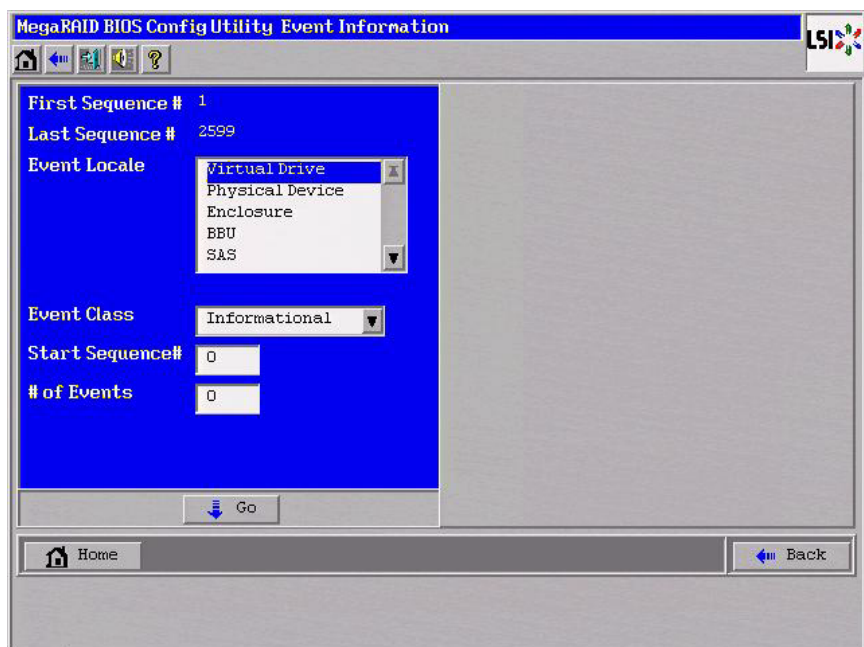 MegaRAID BIOS Config Utility Event Information
LSI
?
First Sequence # 1
Last Sequence # 2599
Event Locale
Virtual Drive
Physical Device
Enclosure
BBU
SAS
Event Class Informational
Start Sequence# 0
# of Events 0
Go
Home
Back